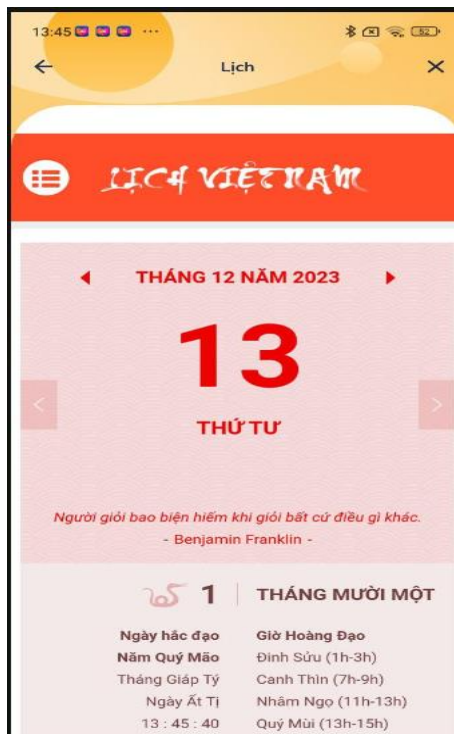 13:45 ... 52
Lịch
LỊCH VIỆT NAM
THÁNG 12 NĂM 2023
13
THỨ TƯ
Người giỏi bao biện hiếm khi giỏi bất cứ điều gì khác.
- Benjamin Franklin -
1 THÁNG MƯỜI MỘT
Ngày hắc đạo Giờ Hoàng Đạo
Năm Quý Mão Đinh Sửu (1h-3h)
Tháng Giáp Tý Canh Thìn (7h-9h)
Ngày Ất Tị Nhâm Ngọ (11h-13h)
13 : 45 : 40 Quý Mùi (13h-15h)